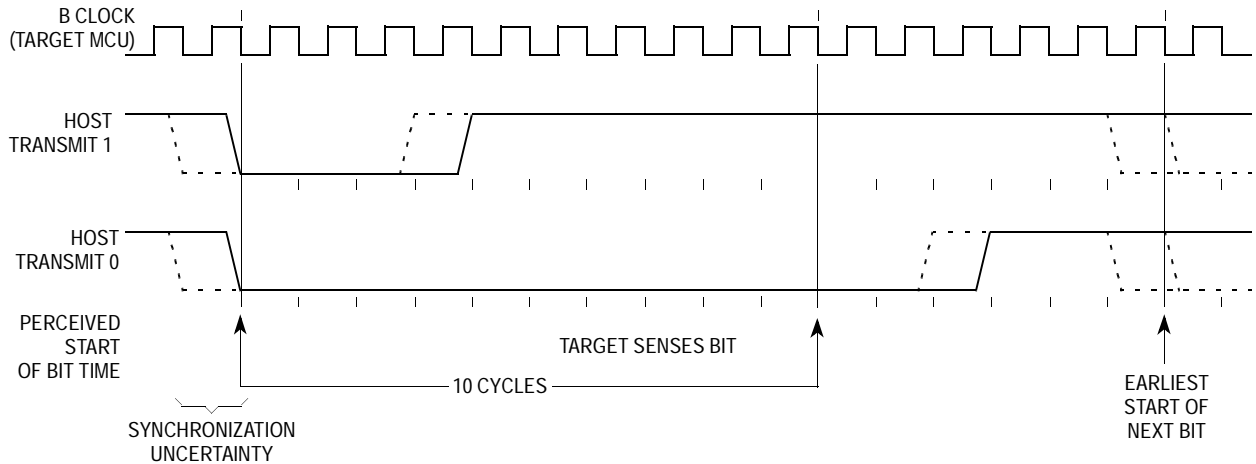 B CLOCK
(TARGET MCU)
HOST
TRANSMIT 1
HOST
TRANSMIT 0
PERCEIVED
START
OF BIT TIME
TARGET SENSES BIT
10 CYCLES
EARLIEST
START OF
NEXT BIT
SYNCHRONIZATION
UNCERTAINTY